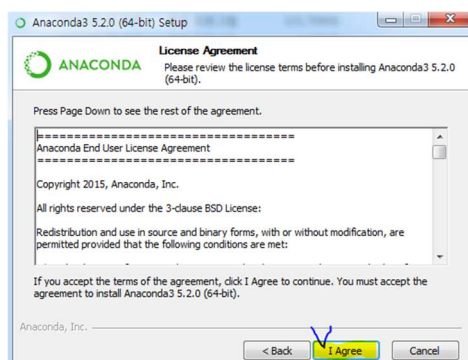 Anaconda3 5.2.0 (64-bit) Setup
ANACONDA
License Agreement
Please review the license terms before installing Anaconda3 5.2.0
(64-bit).
Press Page Down to see the rest of the agreement.
===================================
Anaconda End User License Agreement
===================================
Copyright 2015, Anaconda, Inc.
All rights reserved under the 3-clause BSD License:
Redistribution and use in source and binary forms, with or without modification, are
permitted provided that the following conditions are met:
If you accept the terms of the agreement, click I Agree to continue. You must accept the
agreement to install Anaconda3 5.2.0 (64-bit).
Anaconda, Inc.
< Back
I Agree
Cancel